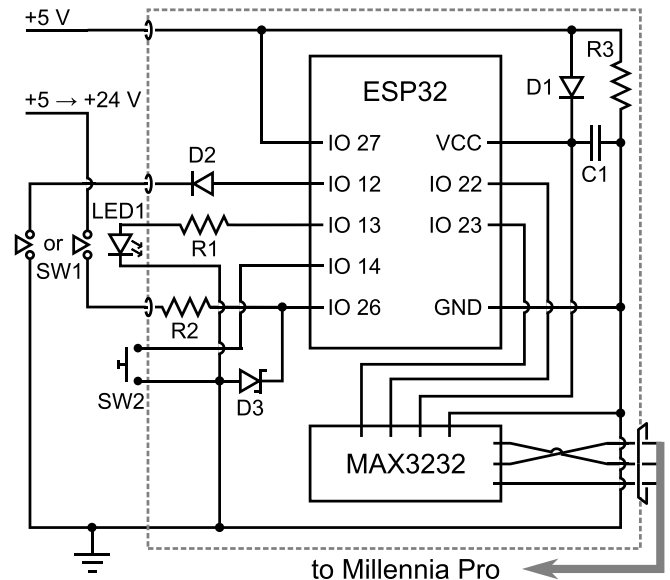 +5 V
R3
ESP32
D1
+5 → +24 V
IO 27
VCC
C1
D2
IO 12
IO 22
LED1
IO 13
IO 23
R1
or
SW1
IO 14
IO 26
GND
R2
SW2
D3
MAX3232
to Millennia Pro